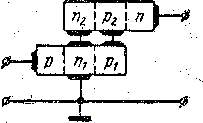 n₂ p₂ n
p n₁ p₁